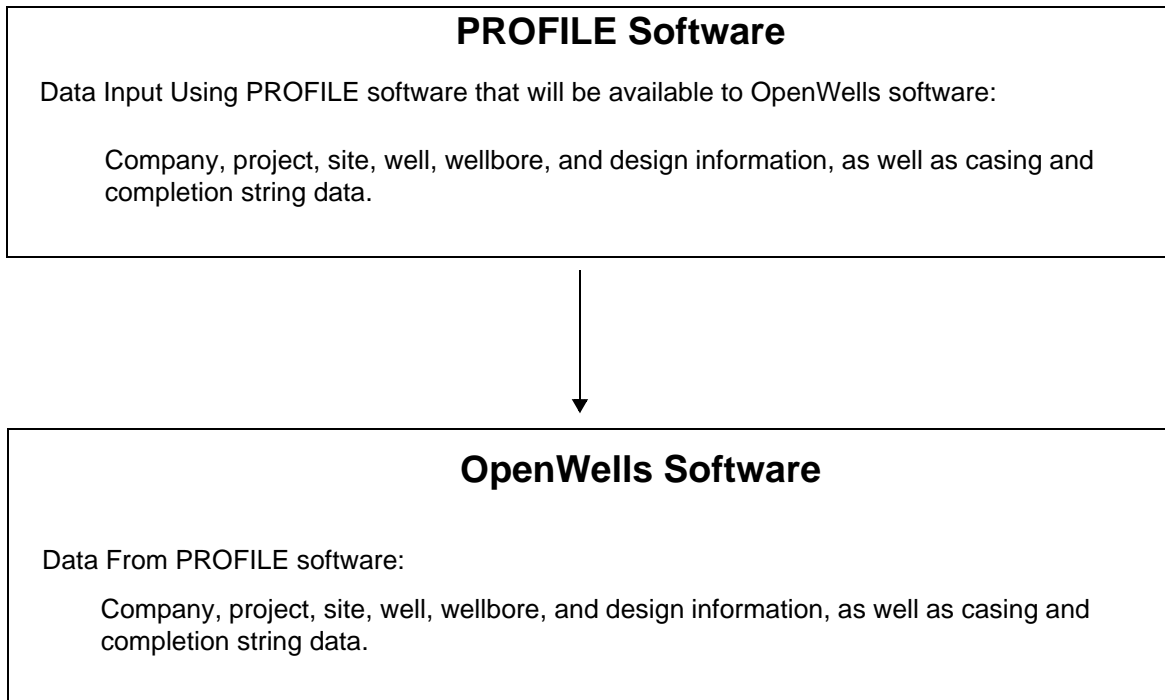 PROFILE Software
Data Input Using PROFILE software that will be available to OpenWells software:
Company, project, site, well, wellbore, and design information, as well as casing and
completion string data.
OpenWells Software
Data From PROFILE software:
Company, project, site, well, wellbore, and design information, as well as casing and
completion string data.